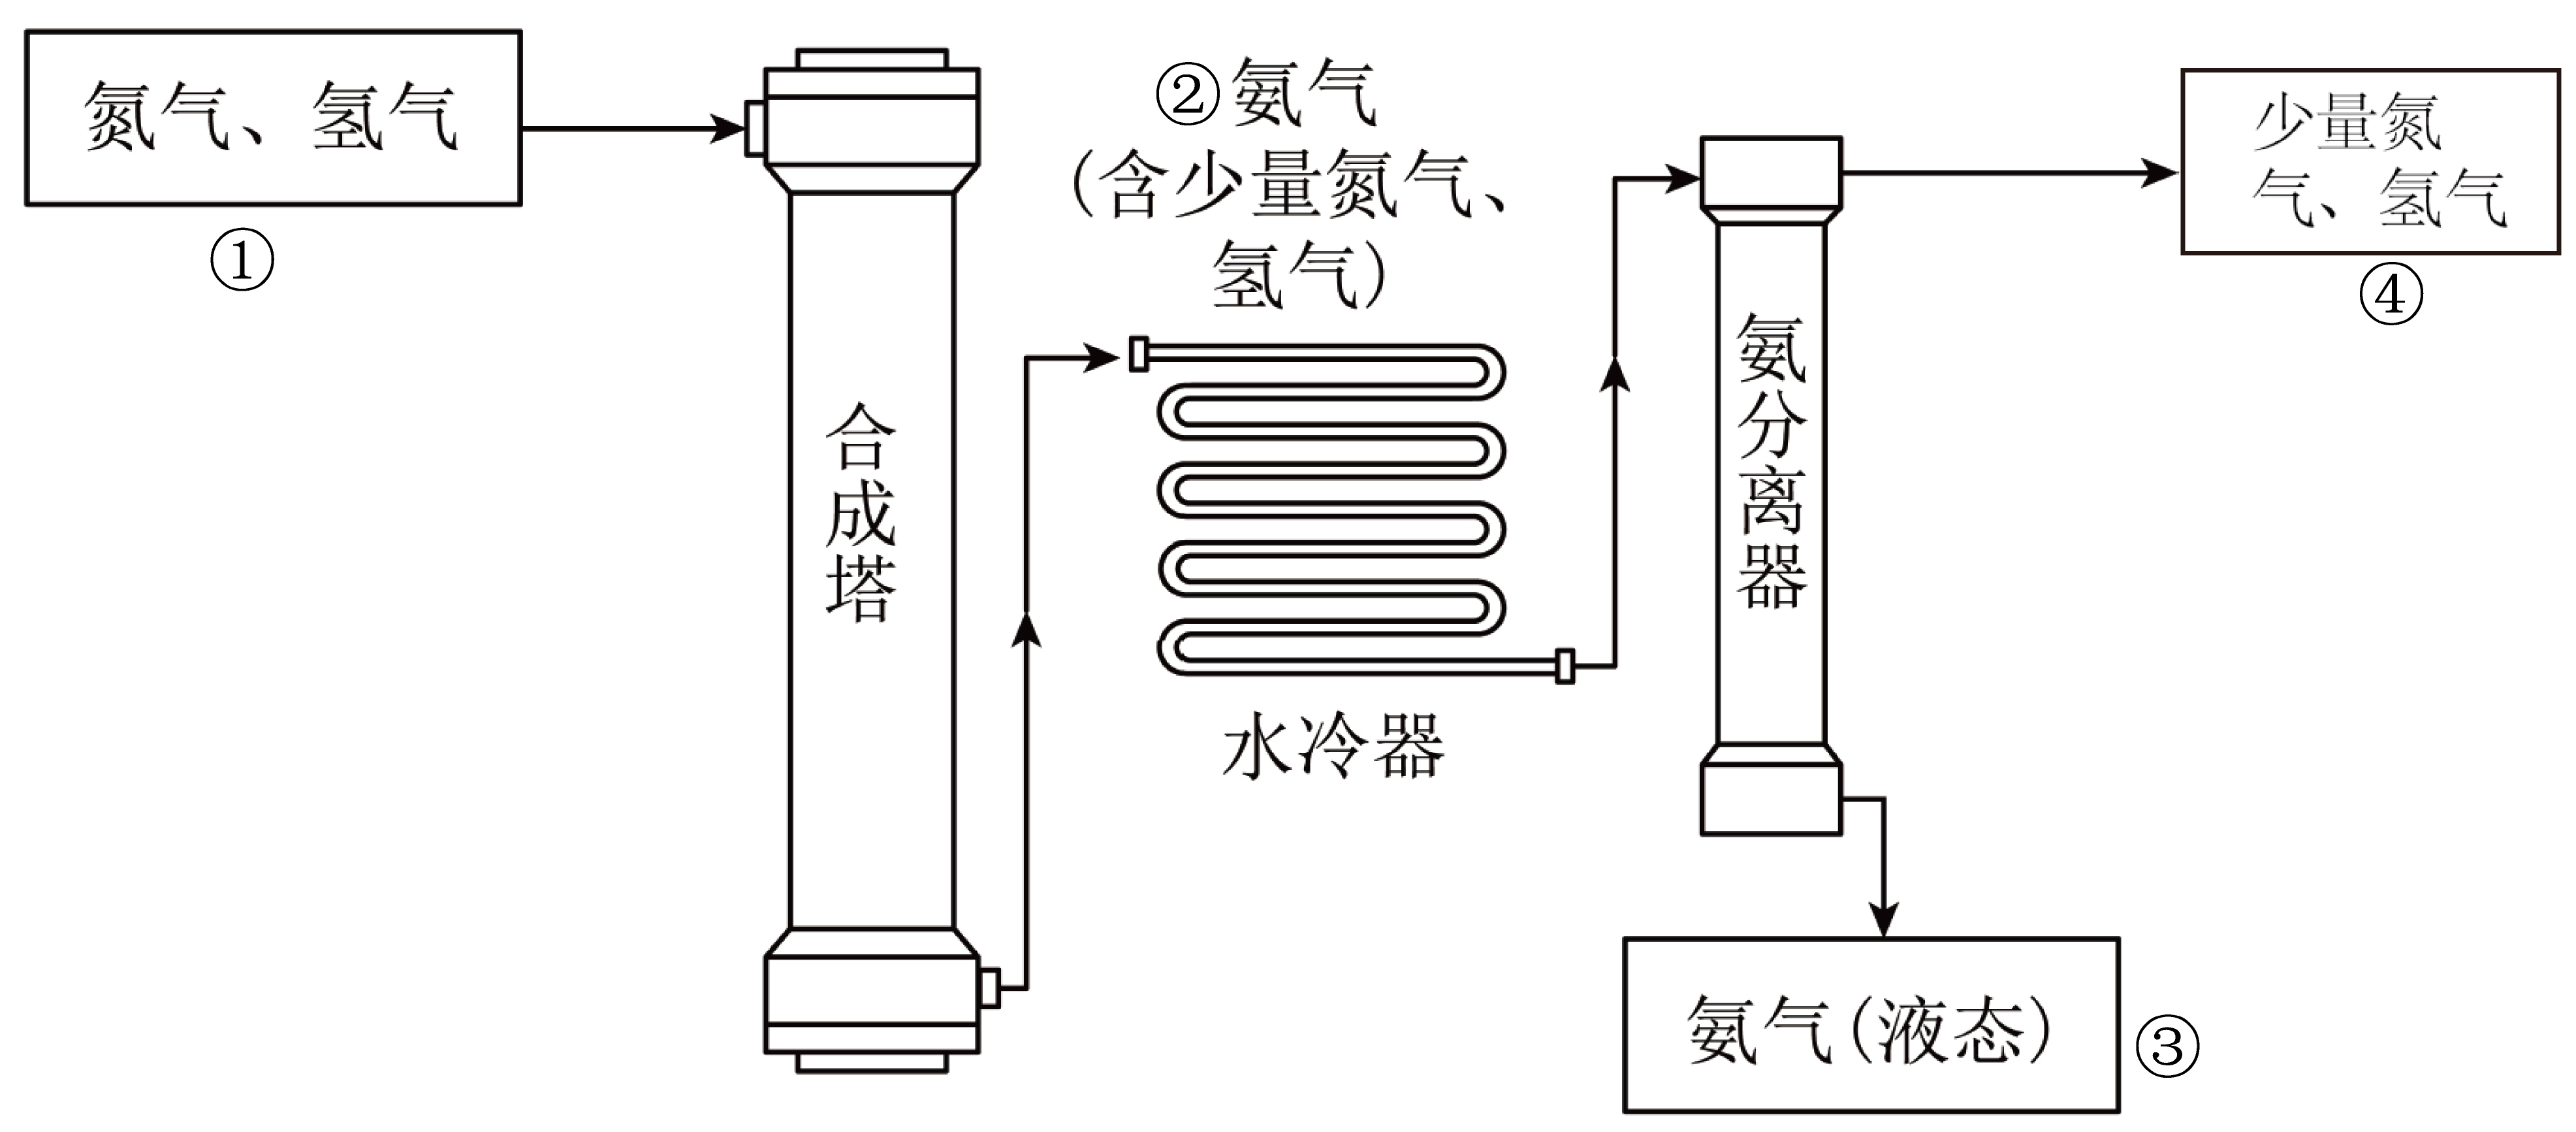 氮气、氢气
①
合成塔
②氨气
(含少量氮气、
氢气)
水冷器
氨分离器
少量氮
气、氢气
④
氨气(液态)
③